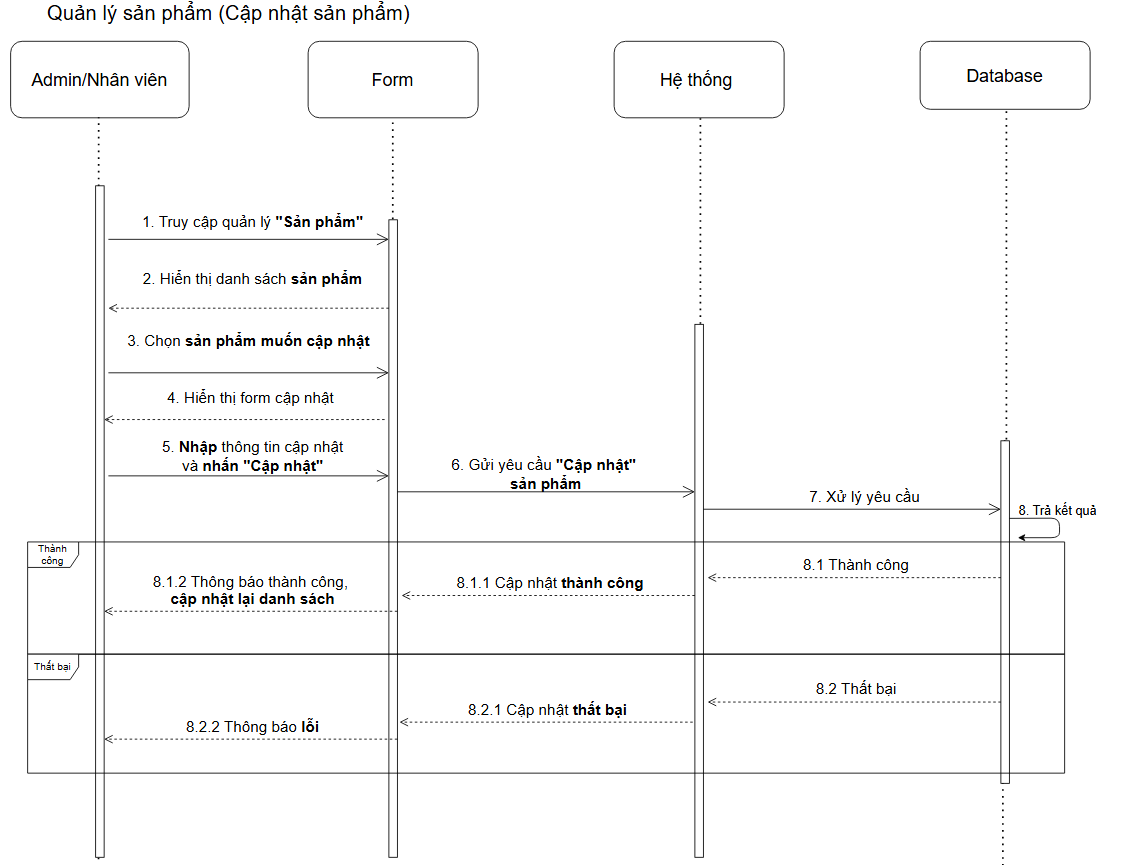 Quản lý sản phẩm (Cập nhật sản phẩm)
Admin/Nhân viên
Form
Hệ thống
Database
1. Truy cập quản lý "Sản phẩm"
2. Hiển thị danh sách sản phẩm
3. Chọn sản phẩm muốn cập nhật
4. Hiển thị form cập nhật
5. Nhập thông tin cập nhật
và nhấn "Cập nhật"
6. Gửi yêu cầu "Cập nhật"
sản phẩm
7. Xử lý yêu cầu
8. Trả kết quả
Thành
công
8.1 Thành công
8.1.1 Cập nhật thành công
8.1.2 Thông báo thành công,
cập nhật lại danh sách
Thất bại
8.2 Thất bại
8.2.1 Cập nhật thất bại
8.2.2 Thông báo lỗi